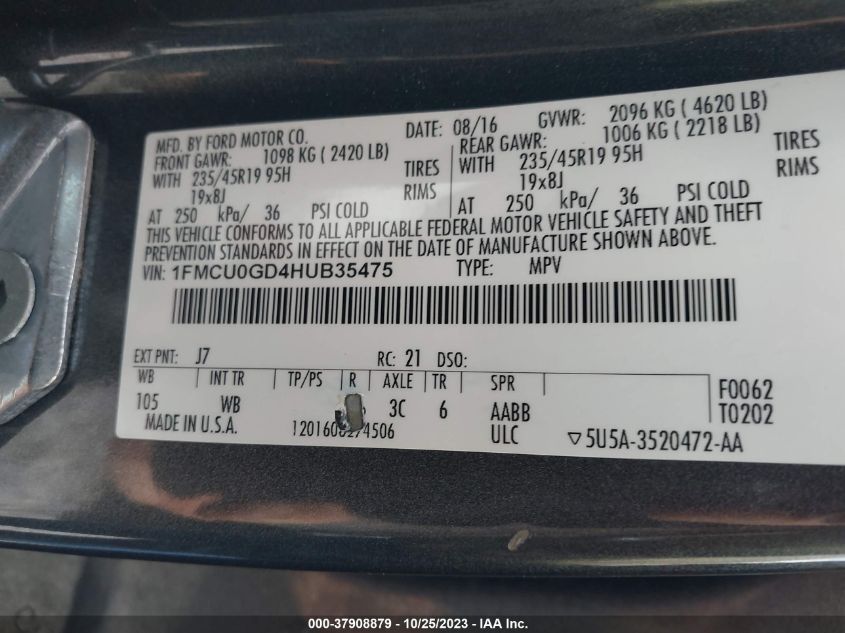 MFD. BY FORD MOTOR CO. DATE: 08/16 GVWR: 2096 KG ( 4620 LB)
FRONT GAWR: 1098 KG ( 2420 LB) REAR GAWR: 1006 KG ( 2218 LB)
WITH 235/45R19 95H TIRES WITH 235/45R19 95H TIRES
19x8J RIMS 19x8J RIMS
AT 250 kPa/ 36 PSI COLD AT 250 kPa/ 36 PSI COLD
THIS VEHICLE CONFORMS TO ALL APPLICABLE FEDERAL MOTOR VEHICLE SAFETY AND THEFT
PREVENTION STANDARDS IN EFFECT ON THE DATE OF MANUFACTURE SHOWN ABOVE.
VIN: 1FMCU0GD4HUB35475 TYPE: MPV
EXT PNT: J7 RC: 21 DSO:
WB INT TR TP/PS R AXLE TR SPR F0062
105 WB 3C 6 AABB T0202
MADE IN U.S.A. ULC ▽5U5A-3520472-AA
000-37908879 - 10/25/2023 - IAAI.com